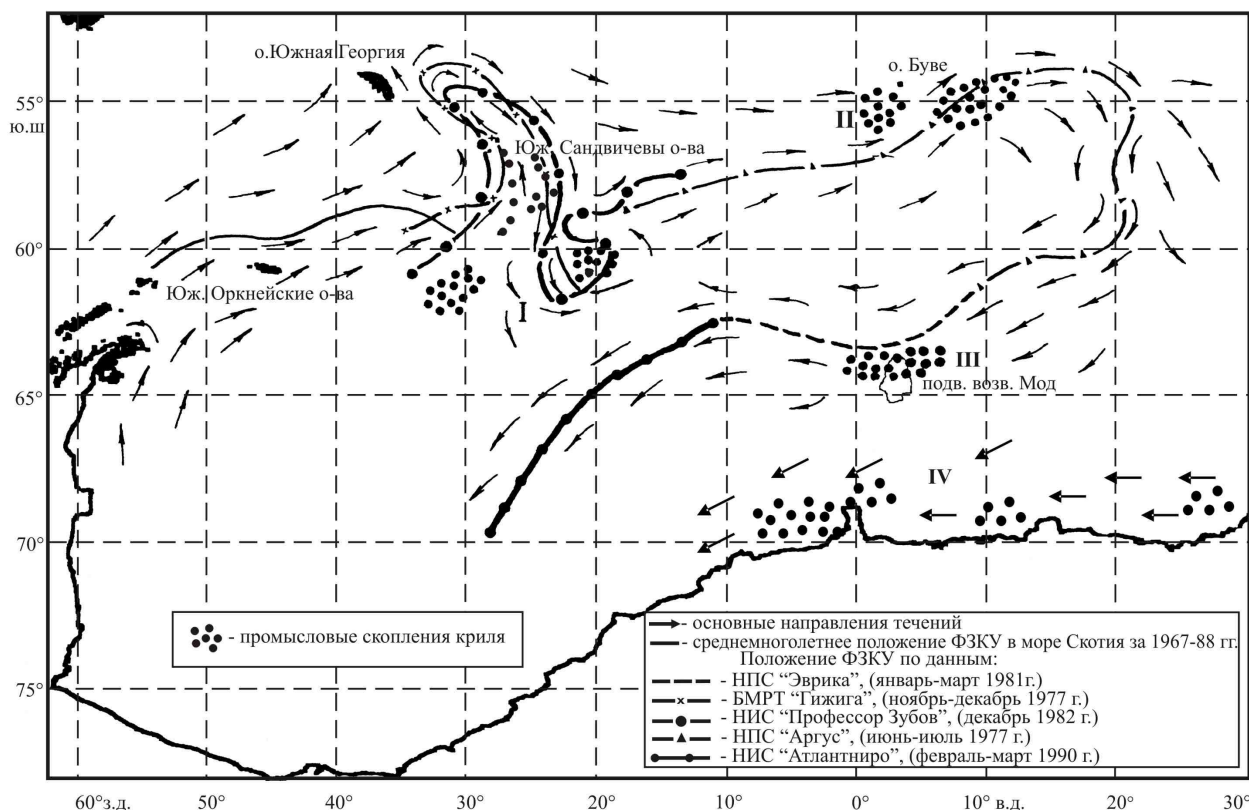 о.Южная Георгия
о. Буве
55°
ю.ш
II
Юж. Сандвичевы о-ва
60°
Юж. Оркнейские о-ва
I
III
подв. возв. Мод
65°
IV
70°
- промысловые скопления криля
- основные направления течений
- среднемноголетнее положение ФЗКУ в море Скотия за 1967-88 гг.
Положение ФЗКУ по данным:
- НПС “Эврика”, (январь-март 1981г.)
- БМРТ “Гижига”, (ноябрь-декабрь 1977 г.)
- НИС “Профессор Зубов”, (декабрь 1982 г.)
- НПС “Аргус”, (июнь-июль 1977 г.)
- НИС “Атлантниро”, (февраль-март 1990 г.)
75°
60°з.д. 50° 40° 30° 20° 10° 0° 10° в.д. 20° 30°